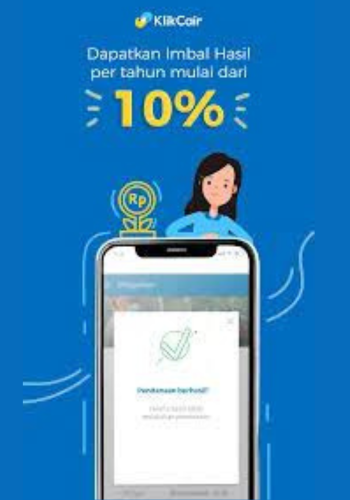 KlikCair
Dapatkan Imbal Hasil
per tahun mulai dari
10%
Rp
Pendanaan berhasil!